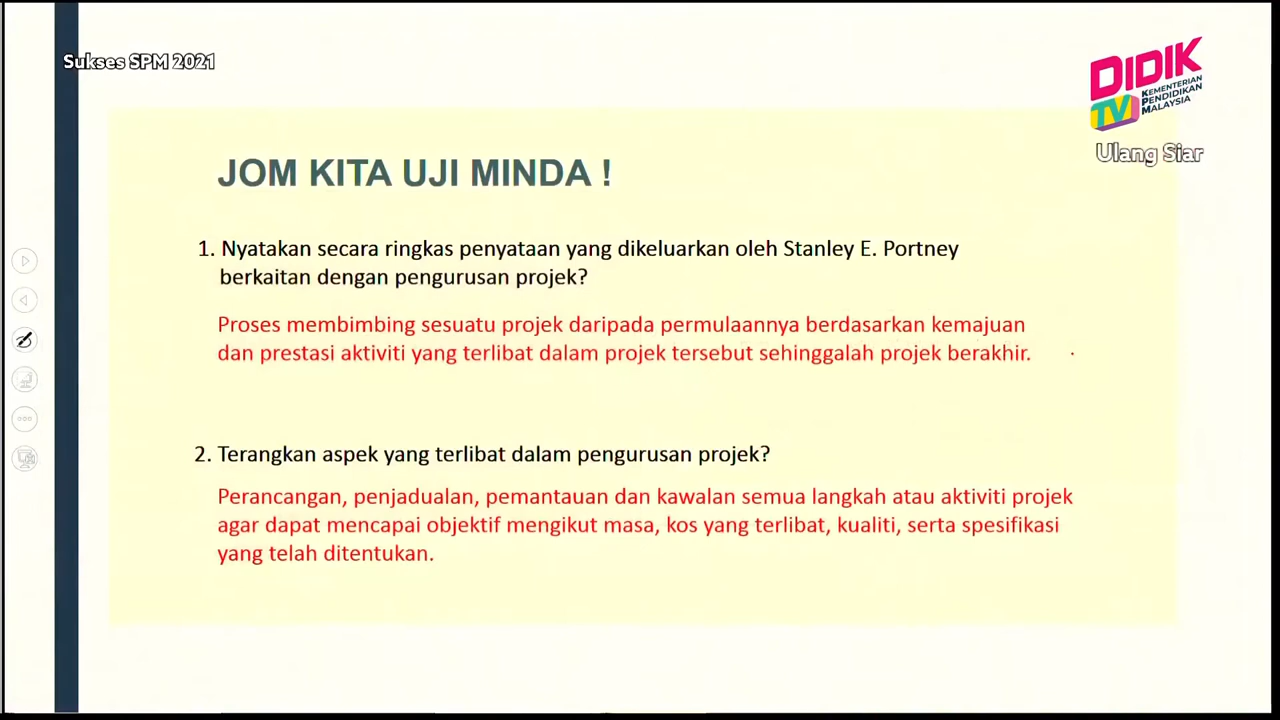 Sukses SPM 2021
DIDIK
TV
KEMENTERIAN
PENDIDIKAN
MALAYSIA
Ulang Siar
JOM KITA UJI MINDA !
1. Nyatakan secara ringkas penyataan yang dikeluarkan oleh Stanley E. Portney
berkaitan dengan pengurusan projek?
Proses membimbing sesuatu projek daripada permulaannya berdasarkan kemajuan
dan prestasi aktiviti yang terlibat dalam projek tersebut sehinggalah projek berakhir.
2. Terangkan aspek yang terlibat dalam pengurusan projek?
Perancangan, penjadualan, pemantauan dan kawalan semua langkah atau aktiviti projek
agar dapat mencapai objektif mengikut masa, kos yang terlibat, kualiti, serta spesifikasi
yang telah ditentukan.